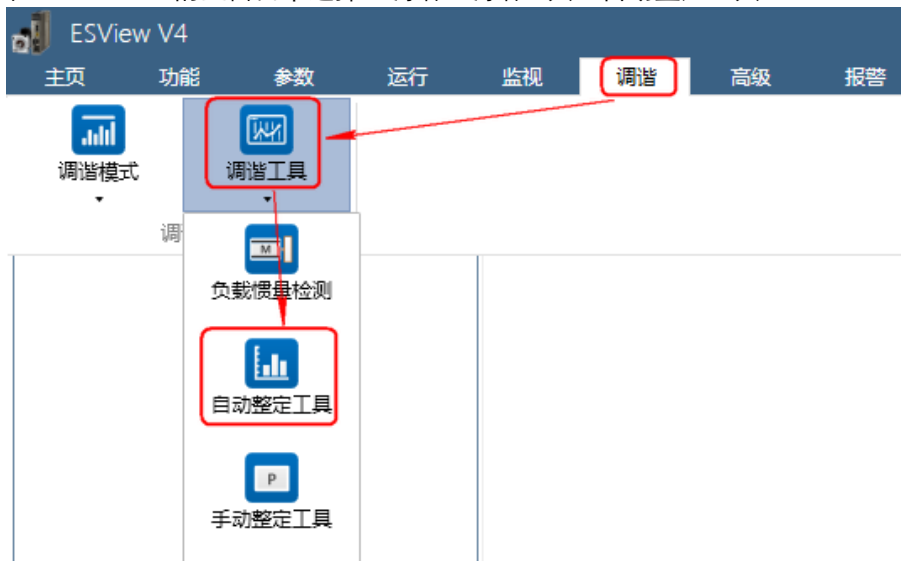 ESView V4
主页 功能 参数 运行 监视 调谐 高级 报警
调谐模式 调谐工具
调
M
负载惯量检测
自动整定工具
P
手动整定工具